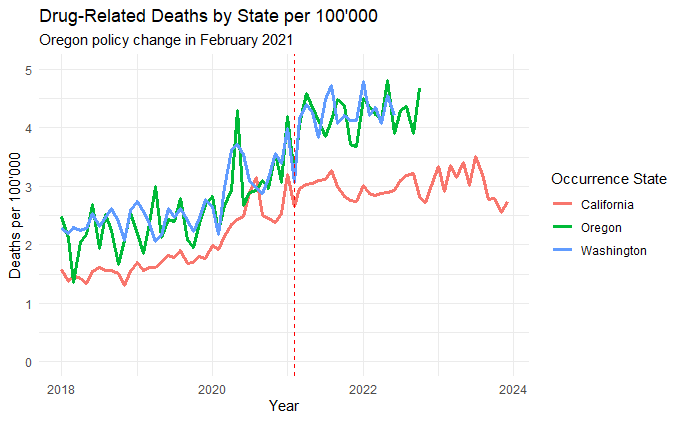 Drug-Related Deaths by State per 100'000
Oregon policy change in February 2021
5
4
3
2
1
0
Deaths per 100'000
2018
2020
2022
2024
Year
Occurrence State
California
Oregon
Washington